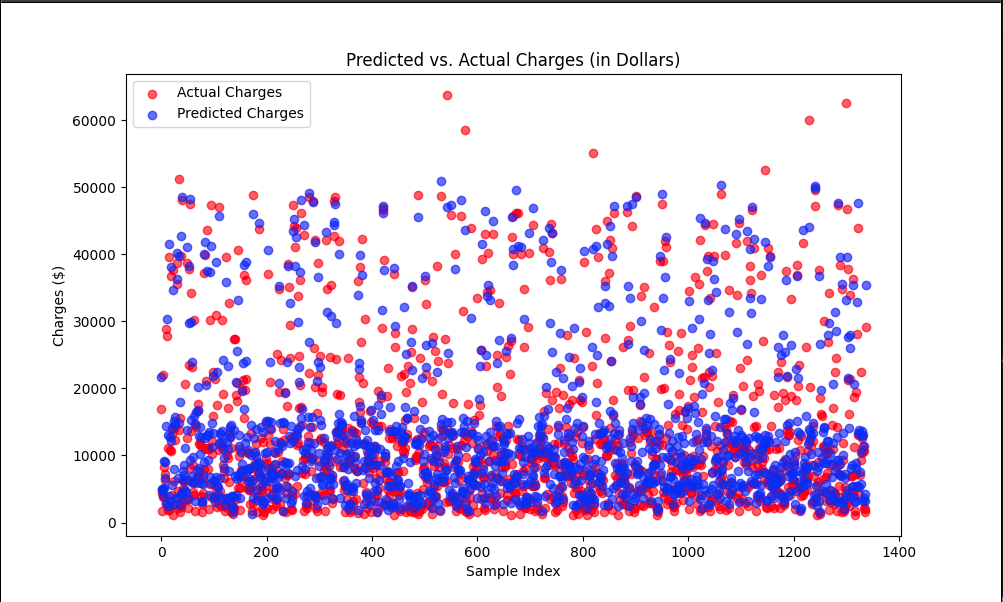 Predicted vs. Actual Charges (in Dollars)
Actual Charges
Predicted Charges
Charges ($)
60000
50000
40000
30000
20000
10000
0
0 200 400 600 800 1000 1200 1400
Sample Index